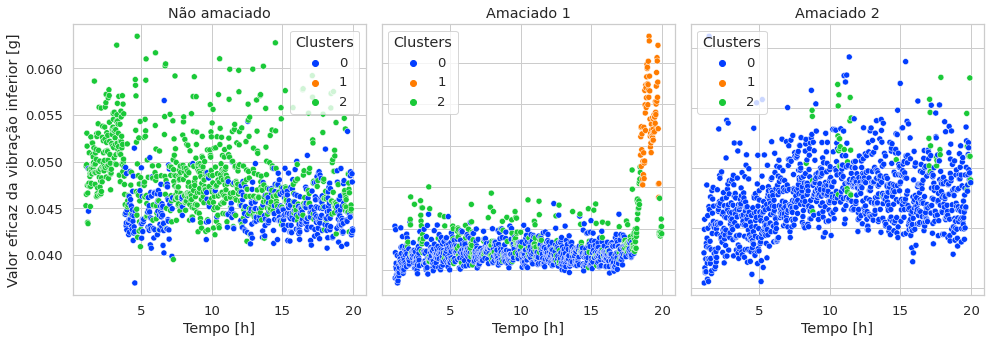 Não amaciado
Amaciado 1
Amaciado 2
Valor eficaz da vibração inferior [g]
0.060
0.055
0.050
0.045
0.040
Clusters
0
1
2
Clusters
0
1
2
Clusters
0
1
2
5 10 15 20
5 10 15 20
5 10 15 20
Tempo [h]
Tempo [h]
Tempo [h]